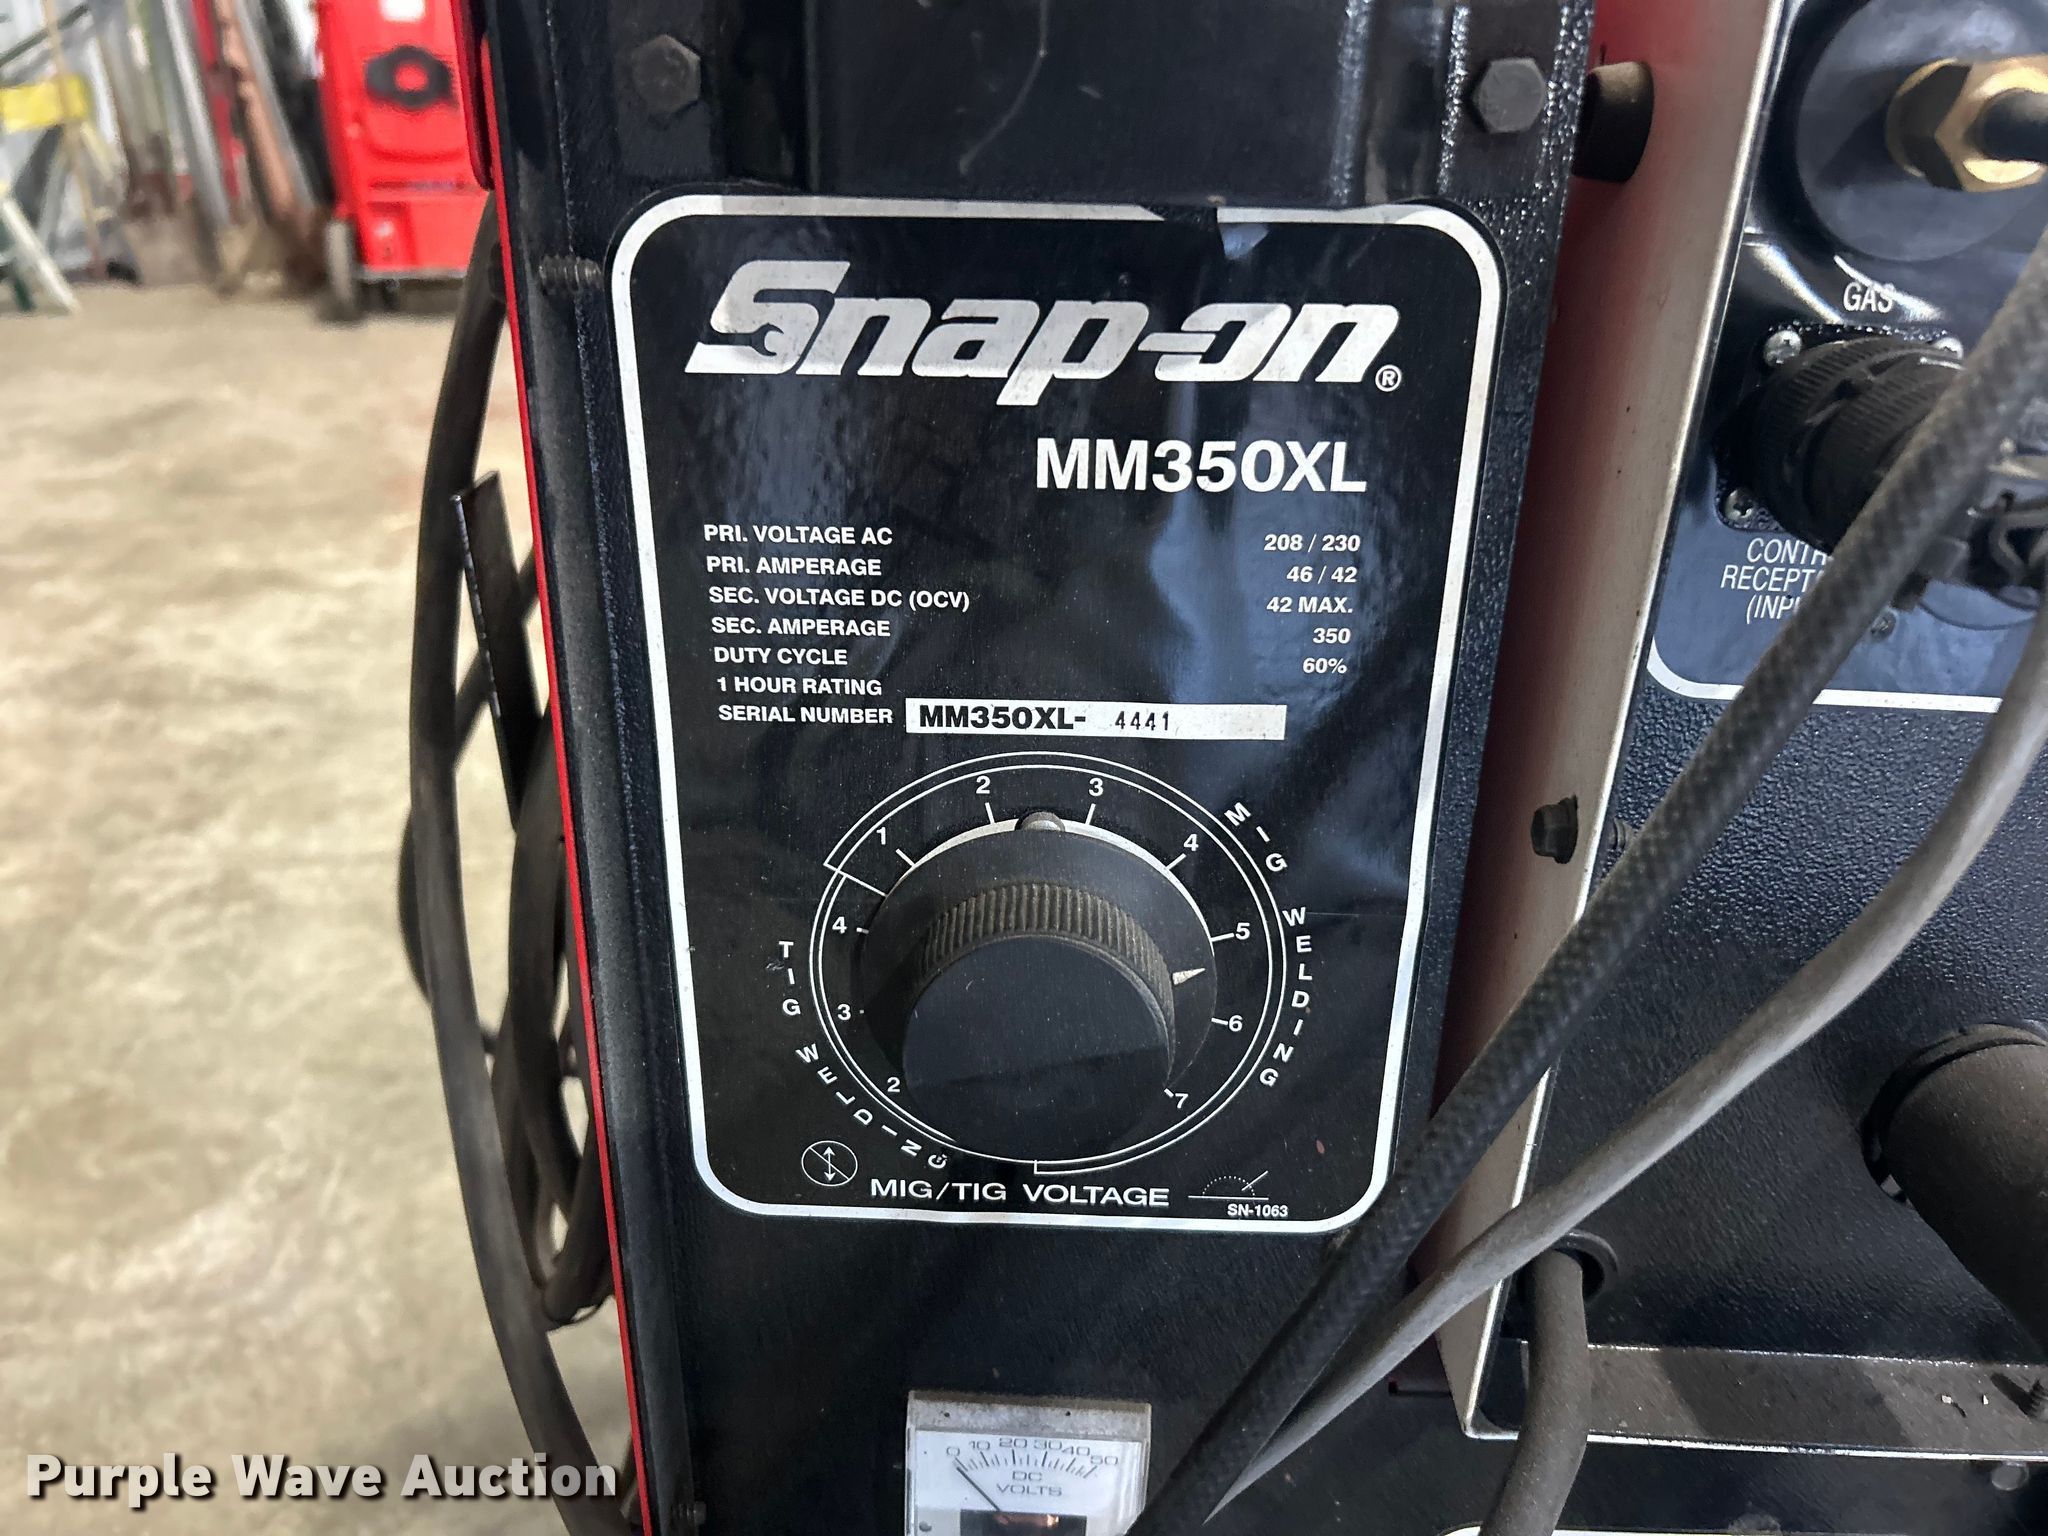 Snap-on®
MM350XL
PRI. VOLTAGE AC 208 / 230
PRI. AMPERAGE 46 / 42
SEC. VOLTAGE DC (OCV) 42 MAX.
SEC. AMPERAGE 350
DUTY CYCLE 60%
1 HOUR RATING
SERIAL NUMBER MM350XL- 4441
1 2 3 4 5 6 7
MIG WELDING
4 3 2
TIG WELDING
MIG/TIG VOLTAGE
SN-1063
GAS
0 10 20 30 40 50
DC
VOLTS
Purple Wave Auction